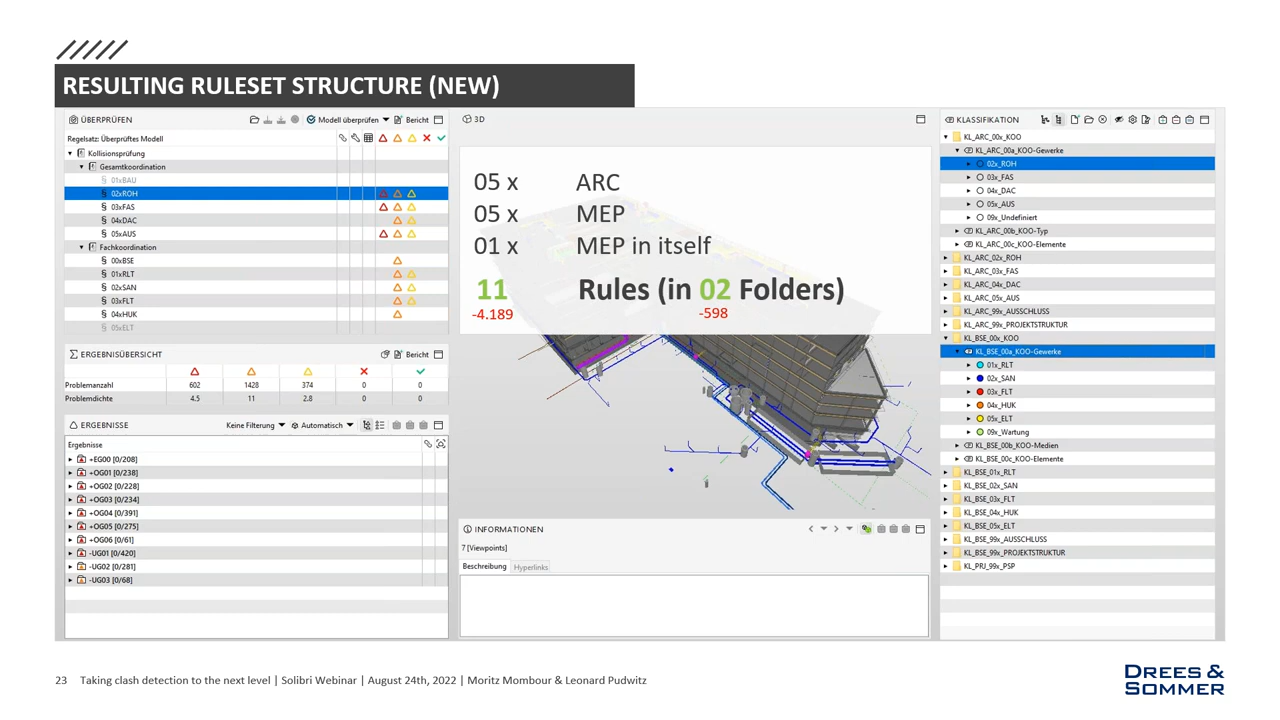 RESULTING RULESET STRUCTURE (NEW)
ÜBERPRÜFEN
Modell überprüfen
Bericht
Regelsatz: Überprüftes Modell
Kollisionsprüfung
Gesamtkoordination
§ 01xBAU
§ 02xROH
§ 03xFAS
§ 04xDAC
§ 05xAUS
Fachkoordination
§ 00xBSE
§ 01xRLT
§ 02xSAN
§ 03xFLT
§ 04xHUK
§ 05xELT
ERGEBNISÜBERSICHT
Bericht
Problemanzahl 602 1428 374 0 0
Problemdichte 4.5 11 2.8 0 0
ERGEBNISSE
Keine Filterung
Automatisch
Ergebnisse
+EG00 [0/208]
+OG01 [0/238]
+OG02 [0/228]
+OG03 [0/234]
+OG04 [0/391]
+OG05 [0/275]
+OG06 [0/61]
-UG01 [0/420]
-UG02 [0/281]
-UG03 [0/68]
3D
05 x ARC
05 x MEP
01 x MEP in itself
11 Rules (in 02 Folders)
-4.189 -598
INFORMATIONEN
7 [Viewpoints]
Beschreibung Hyperlinks
KLASSIFIKATION
KL_ARC_00x_KOO
KL_ARC_00a_KOO-Gewerke
02x_ROH
03x_FAS
04x_DAC
05x_AUS
09x_Undefiniert
KL_ARC_00b_KOO-Typ
KL_ARC_00c_KOO-Elemente
KL_ARC_02x_ROH
KL_ARC_03x_FAS
KL_ARC_04x_DAC
KL_ARC_05x_AUS
KL_ARC_99x_AUSSCHLUSS
KL_ARC_99x_PROJEKTSTRUKTUR
KL_BSE_00x_KOO
KL_BSE_00a_KOO-Gewerke
01x_RLT
02x_SAN
03x_FLT
04x_HUK
05x_ELT
09x_Wartung
KL_BSE_00b_KOO-Medien
KL_BSE_00c_KOO-Elemente
KL_BSE_01x_RLT
KL_BSE_02x_SAN
KL_BSE_03x_FLT
KL_BSE_04x_HUK
KL_BSE_05x_ELT
KL_BSE_99x_AUSSCHLUSS
KL_BSE_99x_PROJEKTSTRUKTUR
KL_PRJ_99x_PSP
23 Taking clash detection to the next level | Solibri Webinar | August 24th, 2022 | Moritz Mombour & Leonard Pudwitz
DREES &
SOMMER